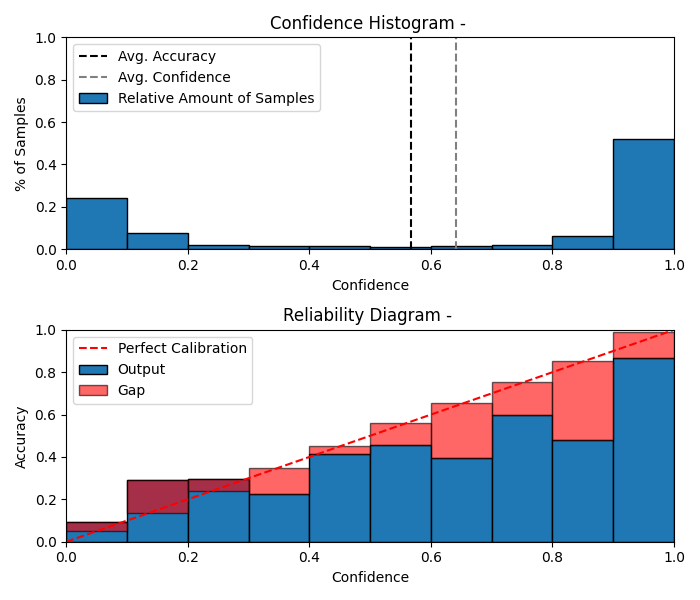 Confidence Histogram -
1.0
0.8
0.6
0.4
0.2
0.0
% of Samples
Avg. Accuracy
Avg. Confidence
Relative Amount of Samples
0.0 0.2 0.4 0.6 0.8 1.0
Confidence
Reliability Diagram -
1.0
0.8
0.6
0.4
0.2
0.0
Accuracy
Perfect Calibration
Output
Gap
0.0 0.2 0.4 0.6 0.8 1.0
Confidence